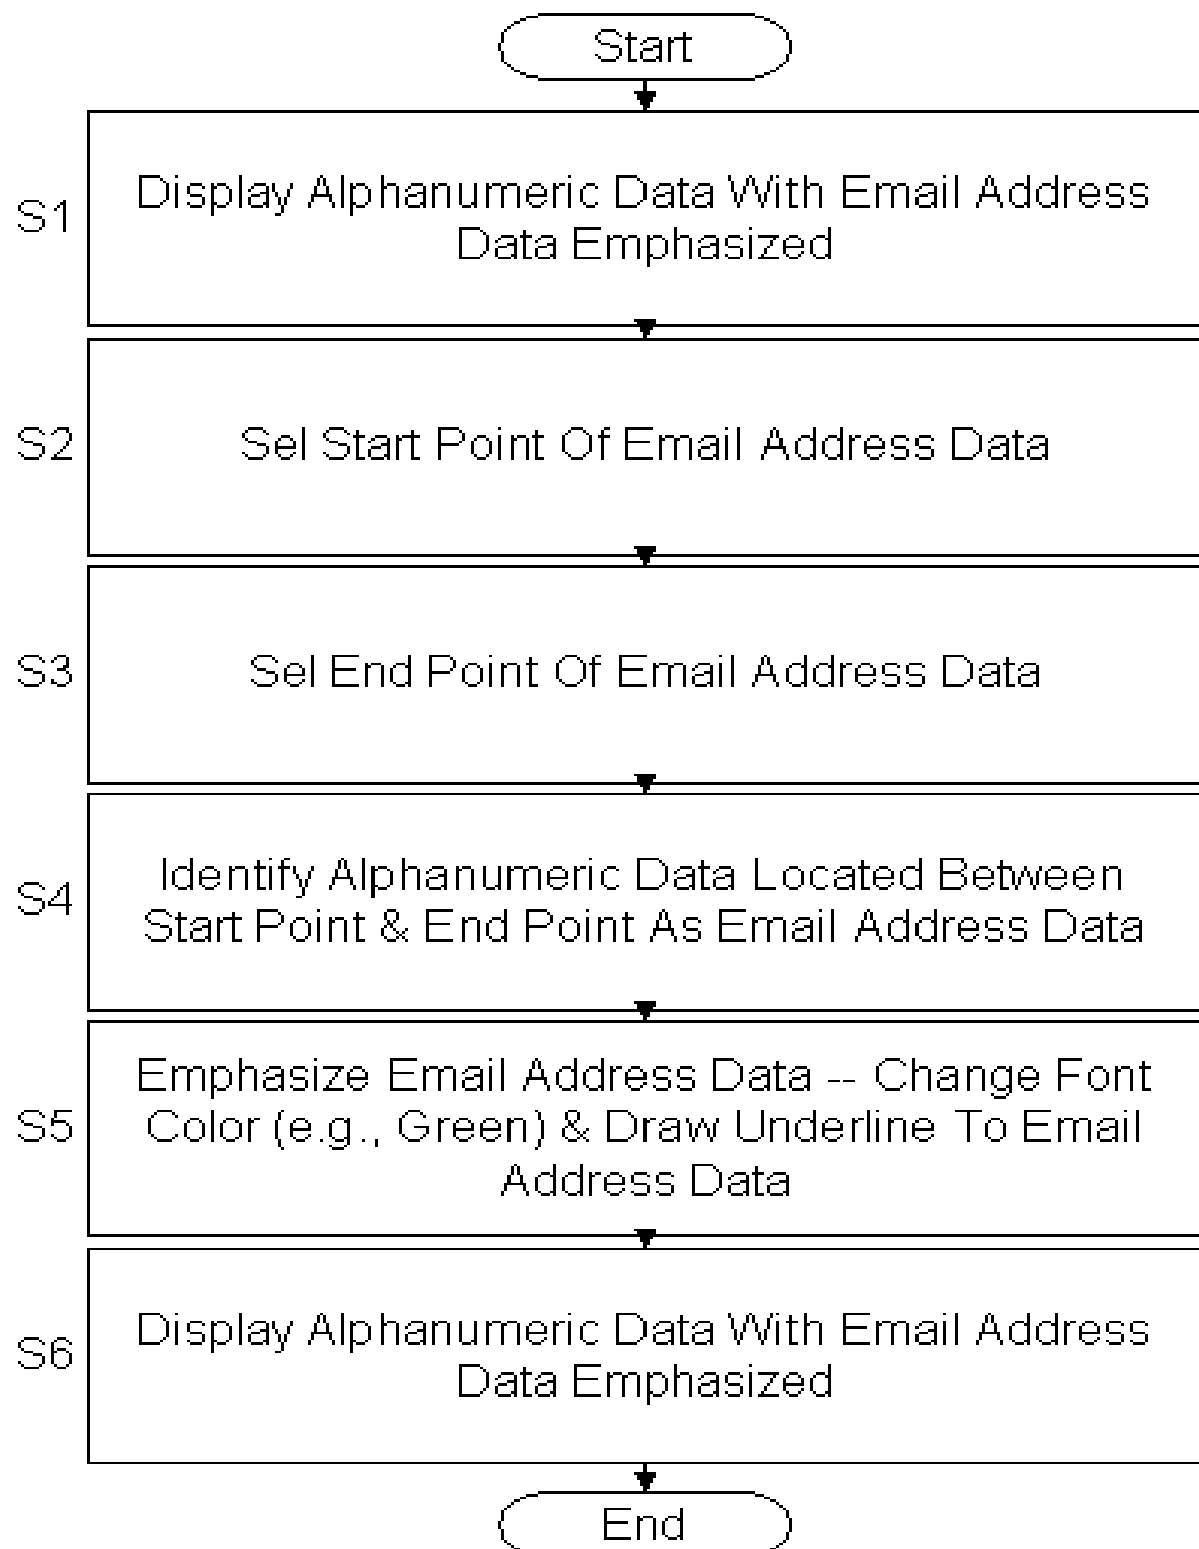 Start
S1
Display Alphanumeric Data With Email Address
Data Emphasized
S2
Sel Start Point Of Email Address Data
S3
Sel End Point Of Email Address Data
S4
Identify Alphanumeric Data Located Between
Start Point & End Point As Email Address Data
S5
Emphasize Email Address Data -- Change Font
Color (e.g., Green) & Draw Underline To Email
Address Data
S6
Display Alphanumeric Data With Email Address
Data Emphasized
End